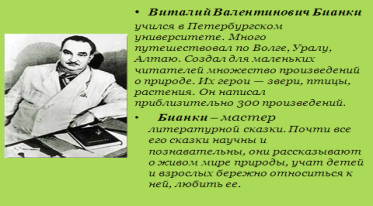 • Виталий Валентинович Бианки
учился в Петербургском
университете. Много
путешествовал по Волге, Уралу,
Алтаю. Создал для маленьких
читателей множество произведений
о природе. Их герои – звери, птицы,
растения. Он написал
приблизительно 300 произведений.
• Бианки – мастер
литературной сказки. Почти все
его сказки научны и
познавательны, они рассказывают
о живом мире природы, учат детей
и взрослых бережно относиться к
ней, любить ее.